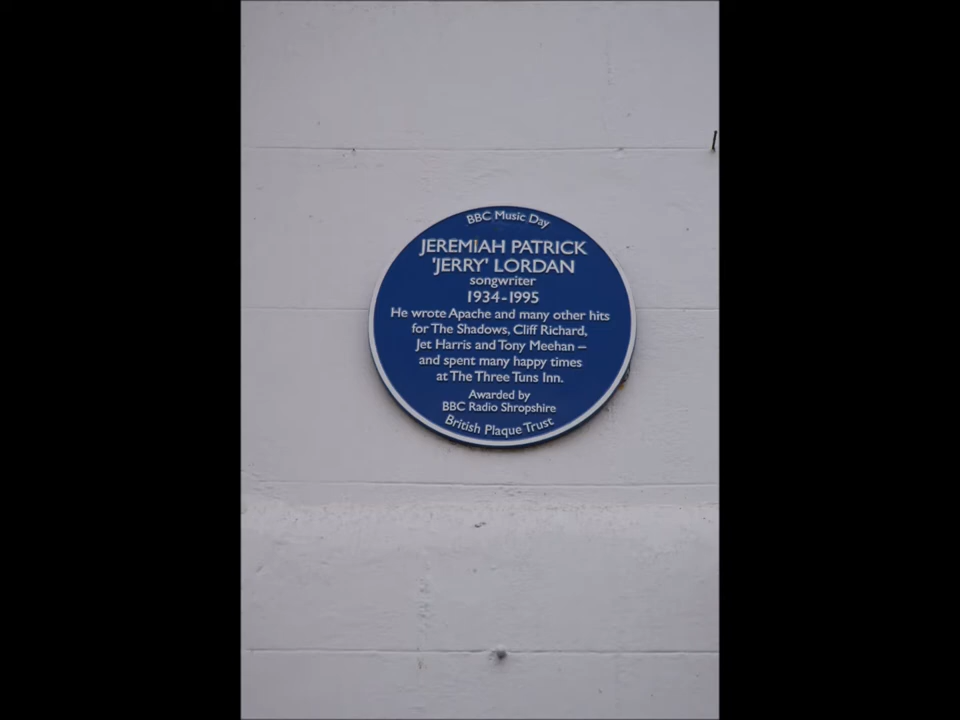 BBC Music Day
JEREMIAH PATRICK
'JERRY' LORDAN
songwriter
1934-1995
He wrote Apache and many other hits
for The Shadows, Cliff Richard,
Jet Harris and Tony Meehan –
and spent many happy times
at The Three Tuns Inn.
Awarded by
BBC Radio Shropshire
British Plaque Trust